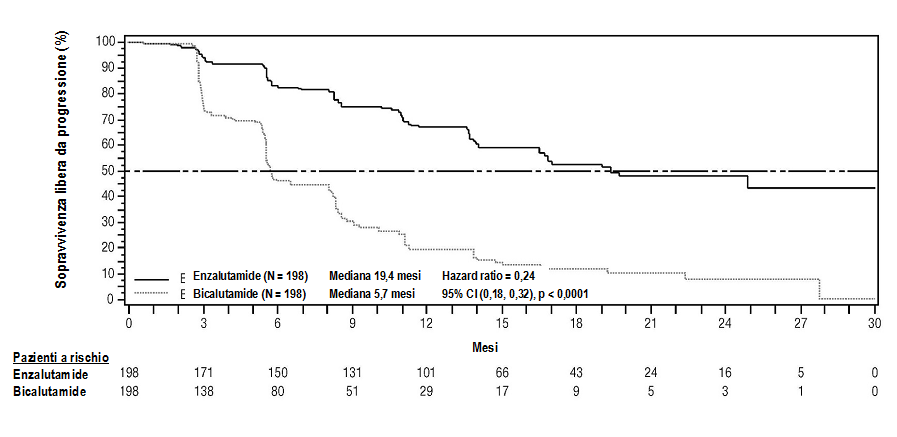 Sopravvivenza libera da progressione (%)
100
90
80
70
60
50
40
30
20
10
0
E Enzalutamide (N = 198) Mediana 19,4 mesi Hazard ratio = 0,24
E Bicalutamide (N = 198) Mediana 5,7 mesi 95% CI (0,18, 0,32), p < 0,0001
0 3 6 9 12 15 18 21 24 27 30
Mesi
Pazienti a rischio
Enzalutamide 198 171 150 131 101 66 43 24 16 5 0
Bicalutamide 198 138 80 51 29 17 9 5 3 1 0